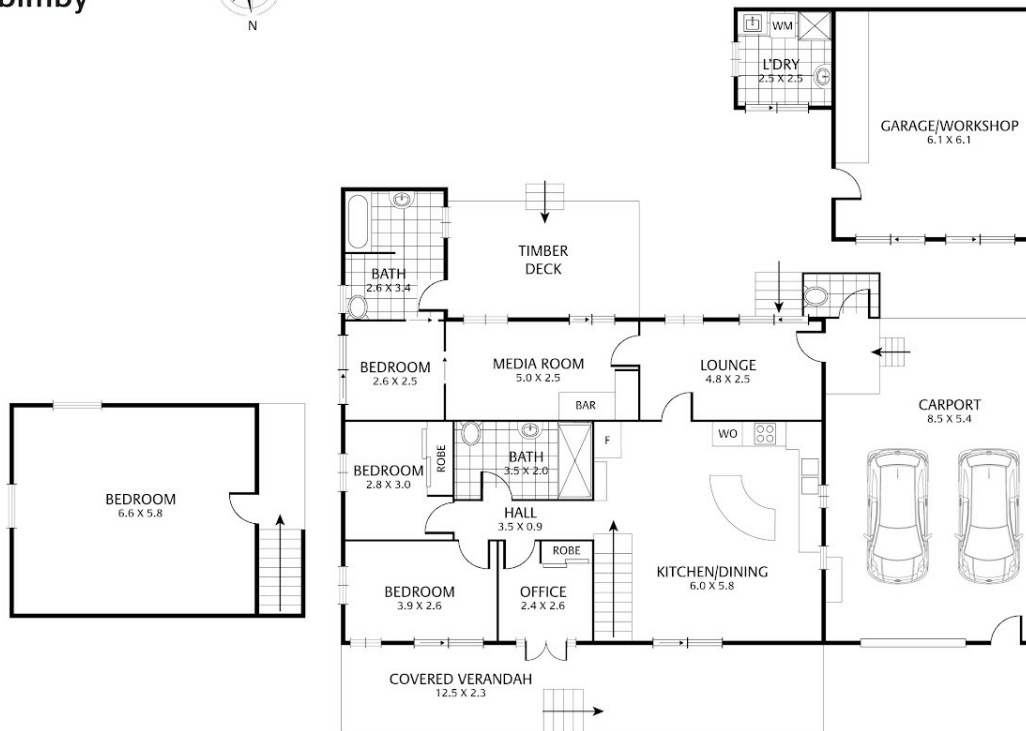 N
WM
L'DRY
2.5 X 2.5
GARAGE/WORKSHOP
6.1 X 6.1
BATH
2.6 X 3.4
TIMBER
DECK
BEDROOM
2.6 X 2.5
MEDIA ROOM
5.0 X 2.5
BAR
LOUNGE
4.8 X 2.5
CARPORT
8.5 X 5.4
BEDROOM
6.6 X 5.8
BEDROOM
2.8 X 3.0
ROBE
BATH
3.5 X 2.0
F
WO
HALL
3.5 X 0.9
KITCHEN/DINING
6.0 X 5.8
BEDROOM
3.9 X 2.6
ROBE
OFFICE
2.4 X 2.6
COVERED VERANDAH
12.5 X 2.3